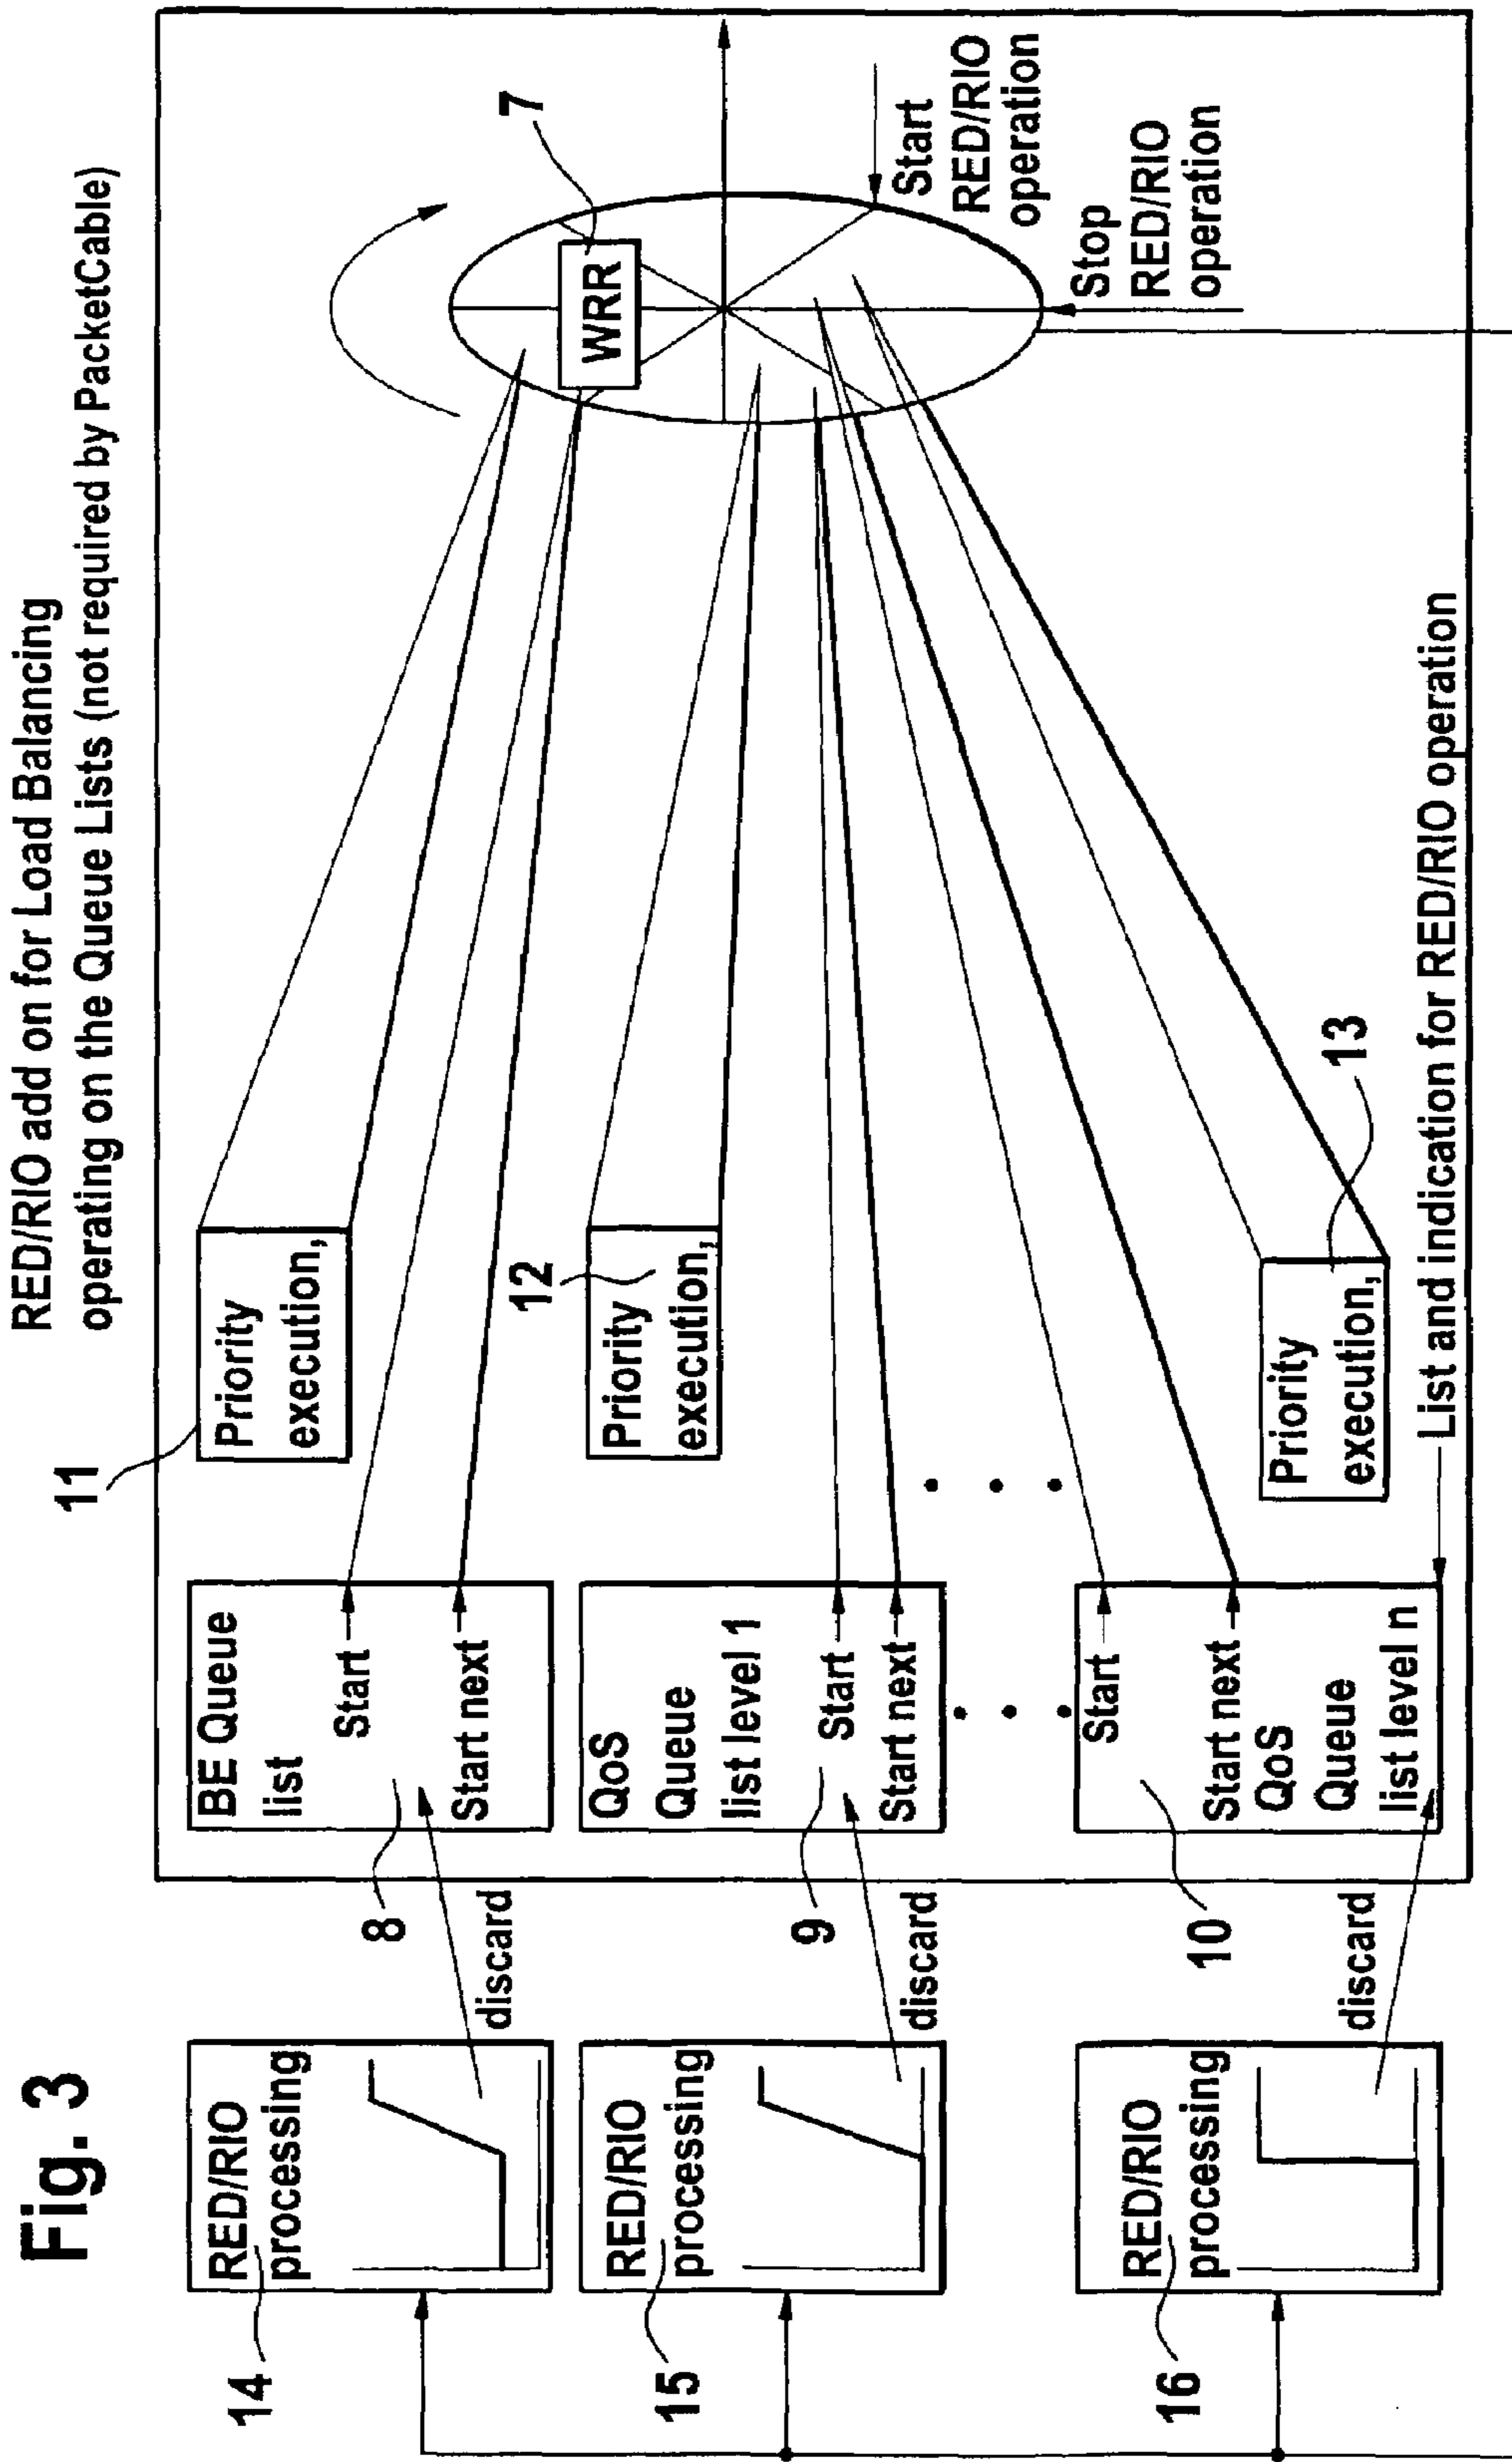 Fig. 3
RED/RIO add on for Load Balancing
operating on the Queue Lists (not required by PacketCable)
14
RED/RIO
processing
discard
8
BE Queue
list
Start
Start next
11
Priority
execution,
7
WRR
15
RED/RIO
processing
discard
9
QoS
Queue
list level 1
Start
Start next
12
Priority
execution,
Start
RED/RIO
operation
Stop
RED/RIO
operation
16
RED/RIO
processing
discard
10
Start
Start next
QoS
Queue
list level n
Priority
execution,
13
List and indication for RED/RIO operation